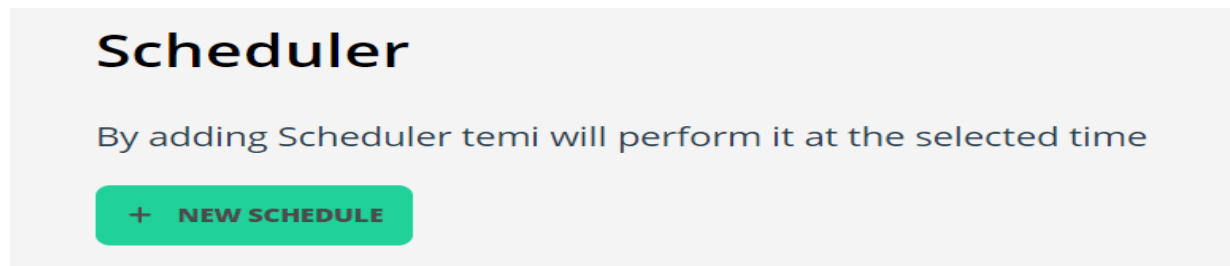 Scheduler
By adding Scheduler temi will perform it at the selected time
+ NEW SCHEDULE